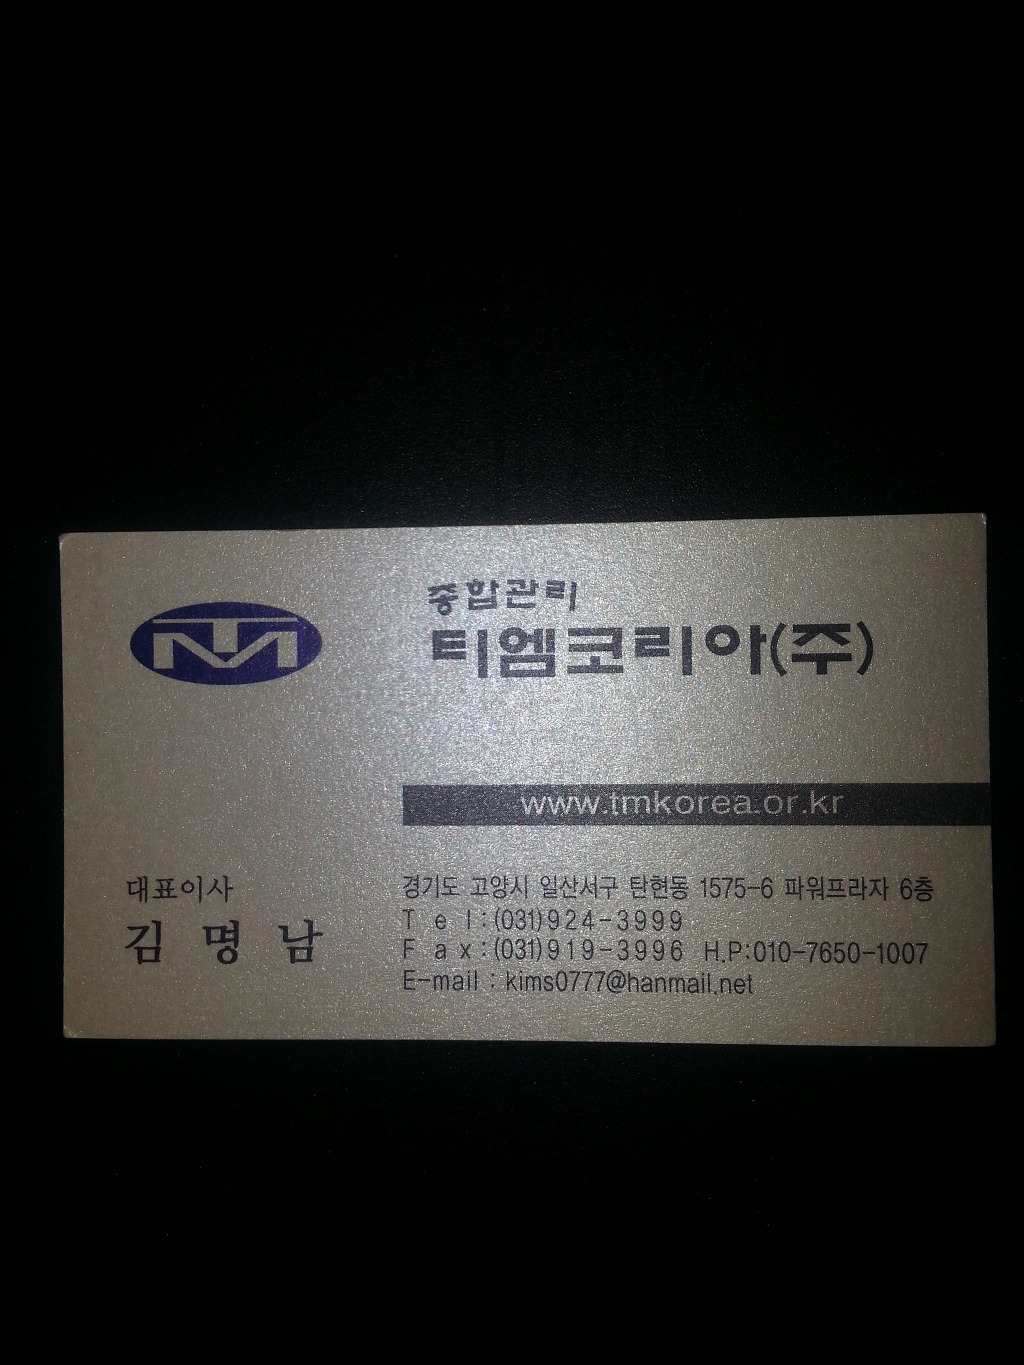 TM
종합관리
티엠코리아(주)
www.tmkorea.or.kr
대표이사
김 명 남
경기도 고양시 일산서구 탄현동 1575-6 파워프라자 6층
T e l:(031)924-3999
F a x:(031)919-3996 H.P:010-7650-1007
E-mail : kims0777@hanmail.net